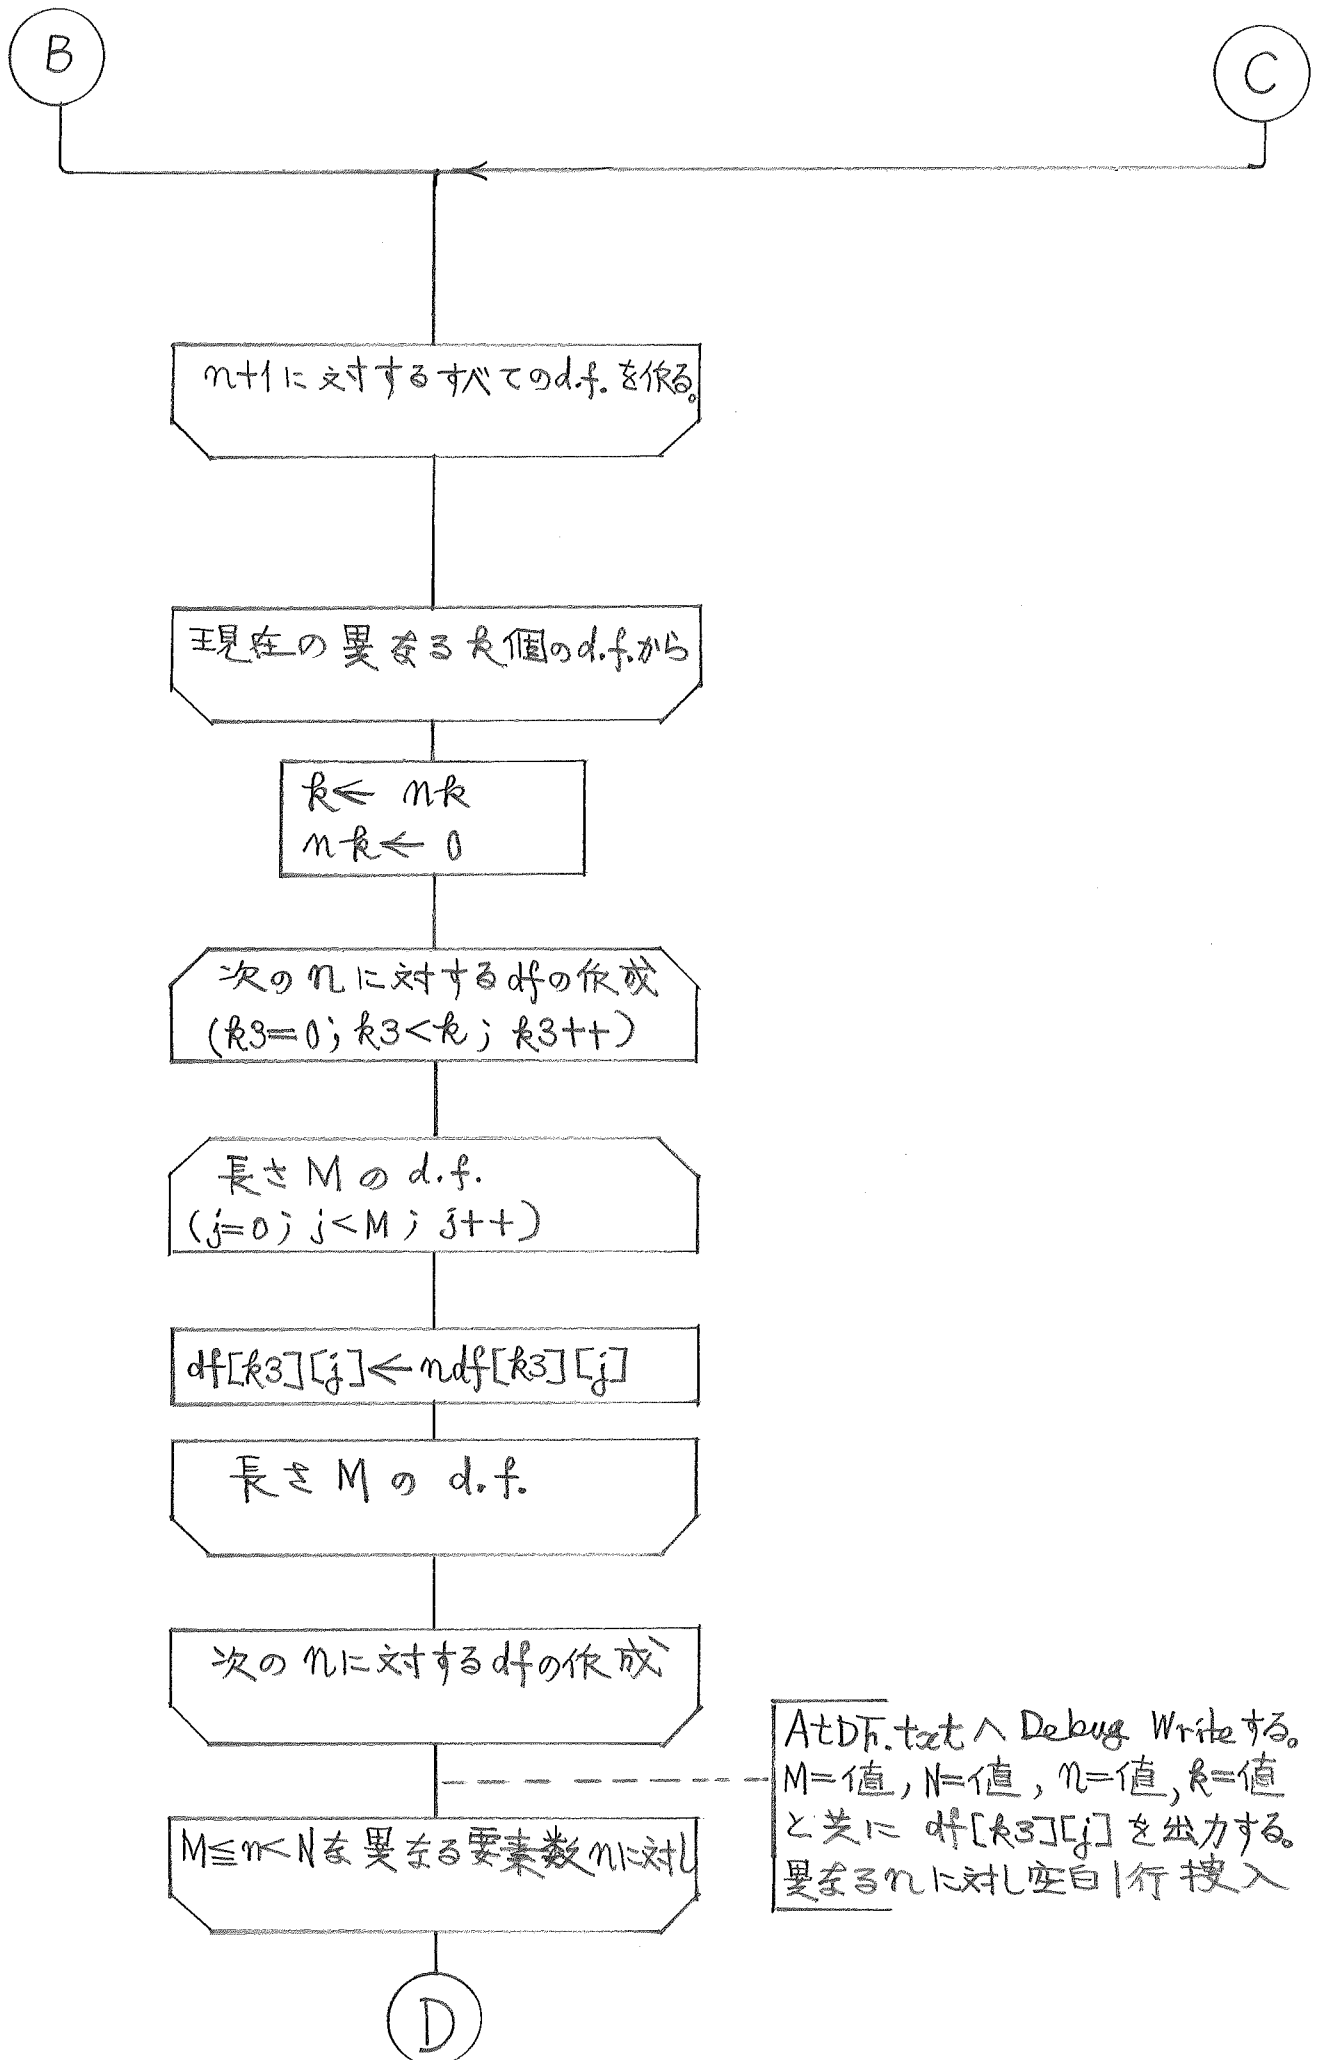 B
C
n+1に対するすべてのd.f.を作る。
現在の異なるk個のd.f.から
k← nk
nk← 0
次のnに対するdfの作成
(k3=0; k3<k; k3++)
長さMのd.f.
(j=0; j<M; j++)
df[k3][j]←ndf[k3][j]
長さMのd.f.
次のnに対するdfの作成
AtDF.txtへDebug Writeする。
M=値, N=値, n=値, k=値
と共に df[k3][j]を出力する。
異なるnに対し空白1行挿入
M≦n<Nな異なる要素数nに対し
D